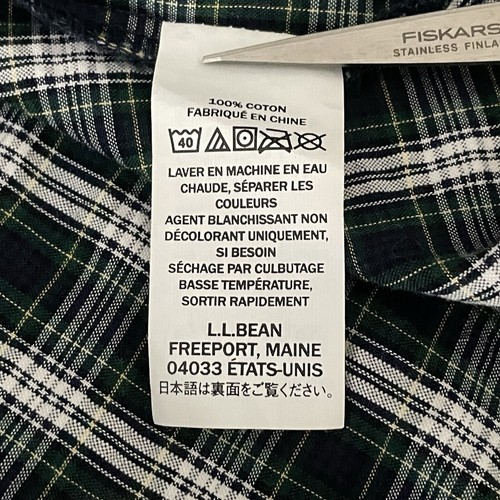 FISKARS
STAINLESS FINLA
100% COTON
FABRIQUÉ EN CHINE
40
LAVER EN MACHINE EN EAU
CHAUDE, SÉPARER LES
COULEURS
AGENT BLANCHISSANT NON
DÉCOLORANT UNIQUEMENT,
SI BESOIN
SÉCHAGE PAR CULBUTAGE
BASSE TEMPÉRATURE,
SORTIR RAPIDEMENT
L.L.BEAN
FREEPORT, MAINE
04033 ÉTATS-UNIS
日本語は裏面をご覧ください。